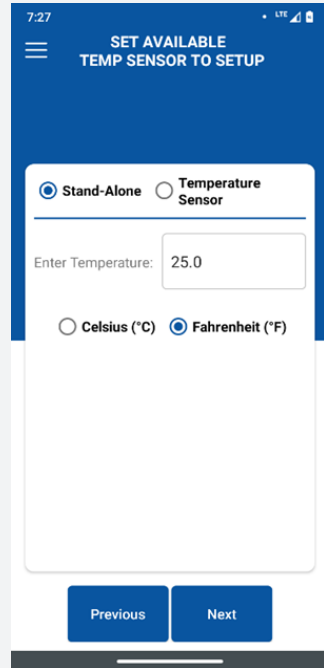 7:27
LTE
SET AVAILABLE
TEMP SENSOR TO SETUP
Stand-Alone
Temperature
Sensor
Enter Temperature:
25.0
Celsius (°C)
Fahrenheit (°F)
Previous
Next